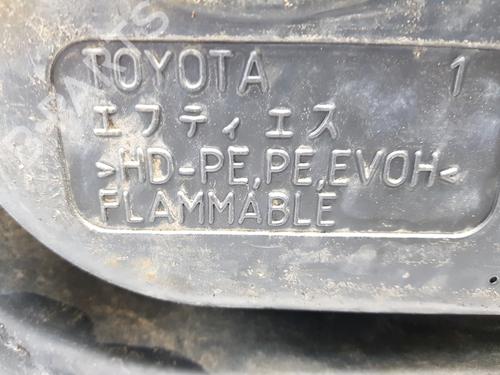 TOYOTA 1
エフティエス
>HD-PE,PE,EVOH<
FLAMMABLE